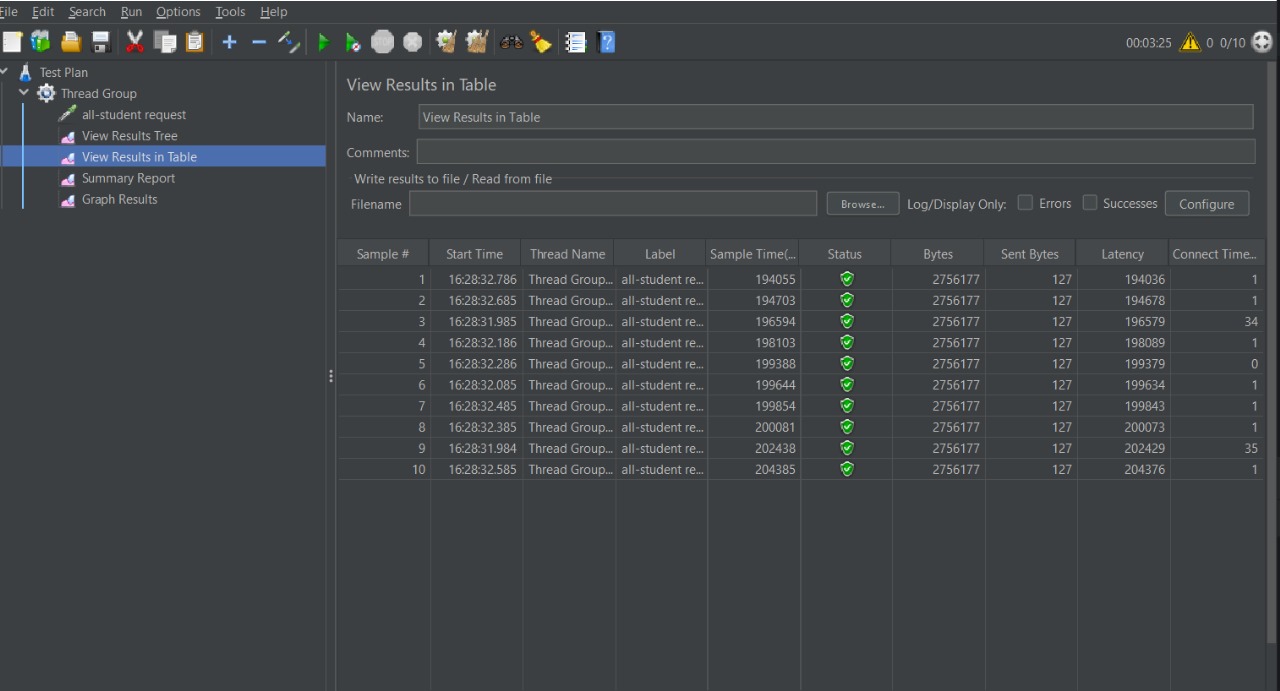 File Edit Search Run Options Tools Help
STOP 00:03:25 0 0/10
Test Plan
Thread Group
all-student request
View Results Tree
View Results in Table
Summary Report
Graph Results
View Results in Table
Name: View Results in Table
Comments:
Write results to file / Read from file
Filename Browse... Log/Display Only: Errors Successes Configure
Sample # Start Time Thread Name Label Sample Time(... Status Bytes Sent Bytes Latency Connect Time...
1 16:28:32.786 Thread Group... all-student re... 194055 2756177 127 194036 1
2 16:28:32.685 Thread Group... all-student re... 194703 2756177 127 194678 1
3 16:28:31.985 Thread Group... all-student re... 196594 2756177 127 196579 34
4 16:28:32.186 Thread Group... all-student re... 198103 2756177 127 198089 1
5 16:28:32.286 Thread Group... all-student re... 199388 2756177 127 199379 0
6 16:28:32.085 Thread Group... all-student re... 199644 2756177 127 199634 1
7 16:28:32.485 Thread Group... all-student re... 199854 2756177 127 199843 1
8 16:28:32.385 Thread Group... all-student re... 200081 2756177 127 200073 1
9 16:28:31.984 Thread Group... all-student re... 202438 2756177 127 202429 35
10 16:28:32.585 Thread Group... all-student re... 204385 2756177 127 204376 1